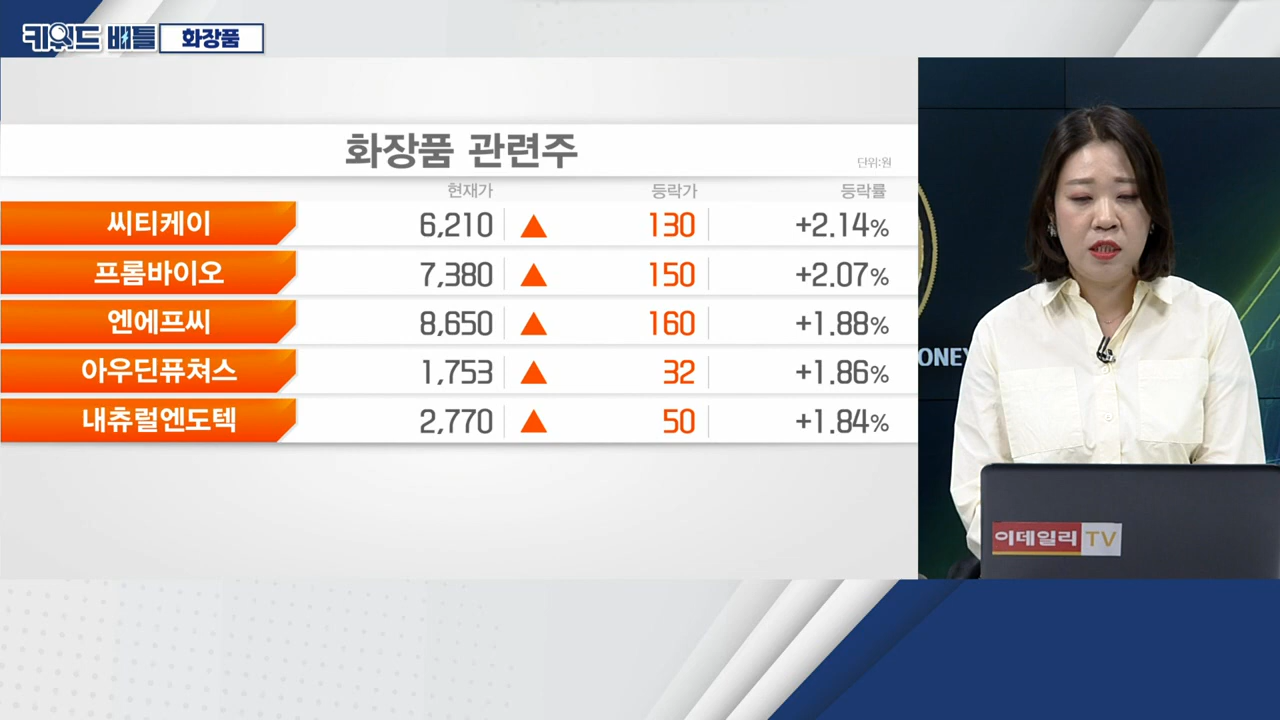 키워드 배틀 화장품
화장품 관련주
단위:원
현재가 등락가 등락률
씨티케이 6,210 ▲ 130 +2.14%
프롬바이오 7,380 ▲ 150 +2.07%
엔에프씨 8,650 ▲ 160 +1.88%
아우딘퓨쳐스 1,753 ▲ 32 +1.86%
내츄럴엔도텍 2,770 ▲ 50 +1.84%
ONEY
이데일리 TV